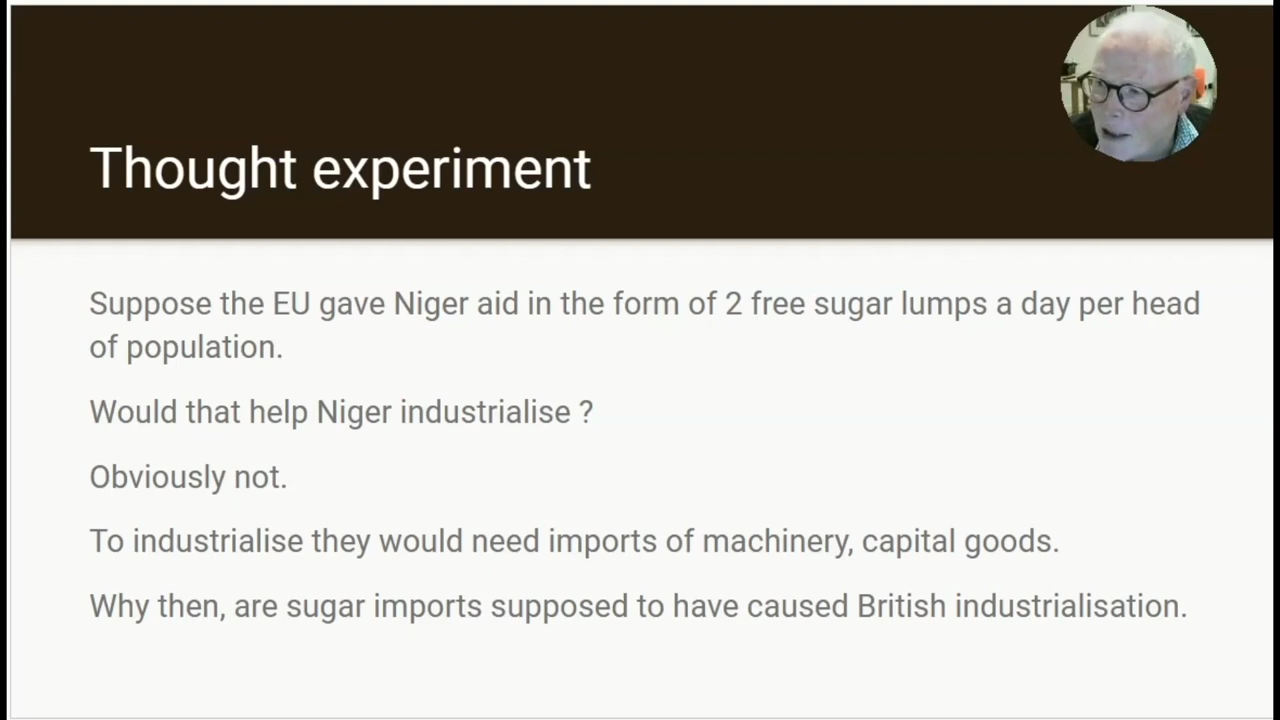 Thought experiment
Suppose the EU gave Niger aid in the form of 2 free sugar lumps a day per head
of population.
Would that help Niger industrialise ?
Obviously not.
To industrialise they would need imports of machinery, capital goods.
Why then, are sugar imports supposed to have caused British industrialisation.